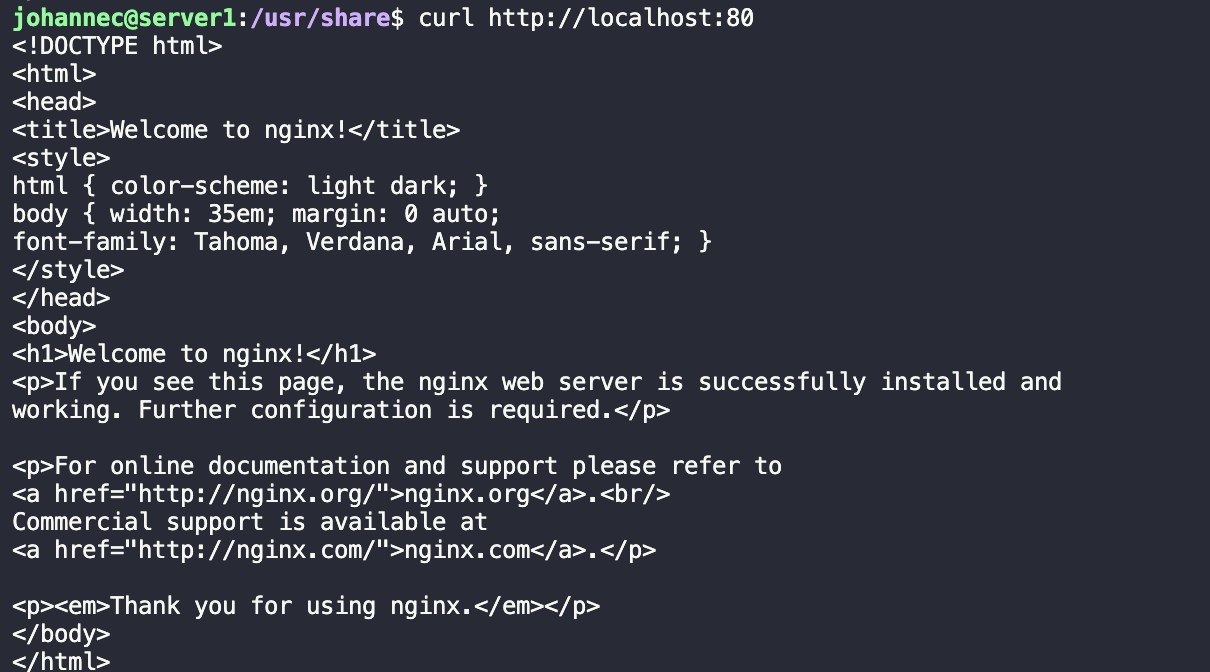 johannec@server1:/usr/share$ curl http://localhost:80
<!DOCTYPE html>
<html>
<head>
<title>Welcome to nginx!</title>
<style>
html { color-scheme: light dark; }
body { width: 35em; margin: 0 auto;
font-family: Tahoma, Verdana, Arial, sans-serif; }
</style>
</head>
<body>
<h1>Welcome to nginx!</h1>
<p>If you see this page, the nginx web server is successfully installed and
working. Further configuration is required.</p>

<p>For online documentation and support please refer to
<a href="http://nginx.org/">nginx.org</a>.<br/>
Commercial support is available at
<a href="http://nginx.com/">nginx.com</a>.</p>

<p><em>Thank you for using nginx.</em></p>
</body>
</html>